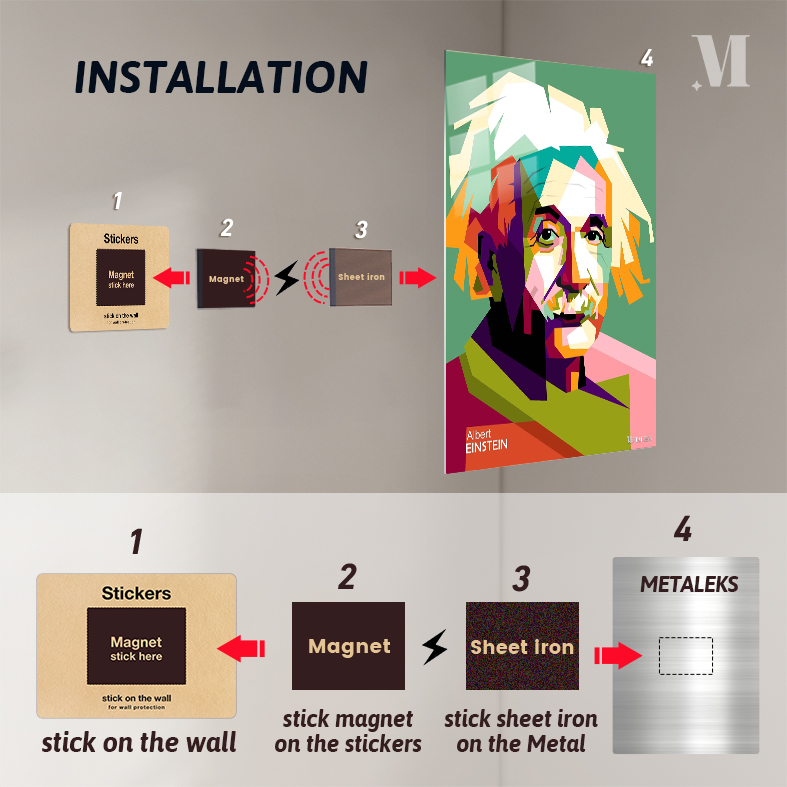 INSTALLATION
M
4
1
2
3
Stickers
Magnet
stick here
stick on the wall
for wall protection
Magnet
Sheet iron
Albert
EINSTEIN
1
2
3
4
Stickers
Magnet
stick here
stick on the wall
for wall protection
stick on the wall
Magnet
stick magnet
on the stickers
Sheet iron
stick sheet iron
on the Metal
METALEKS